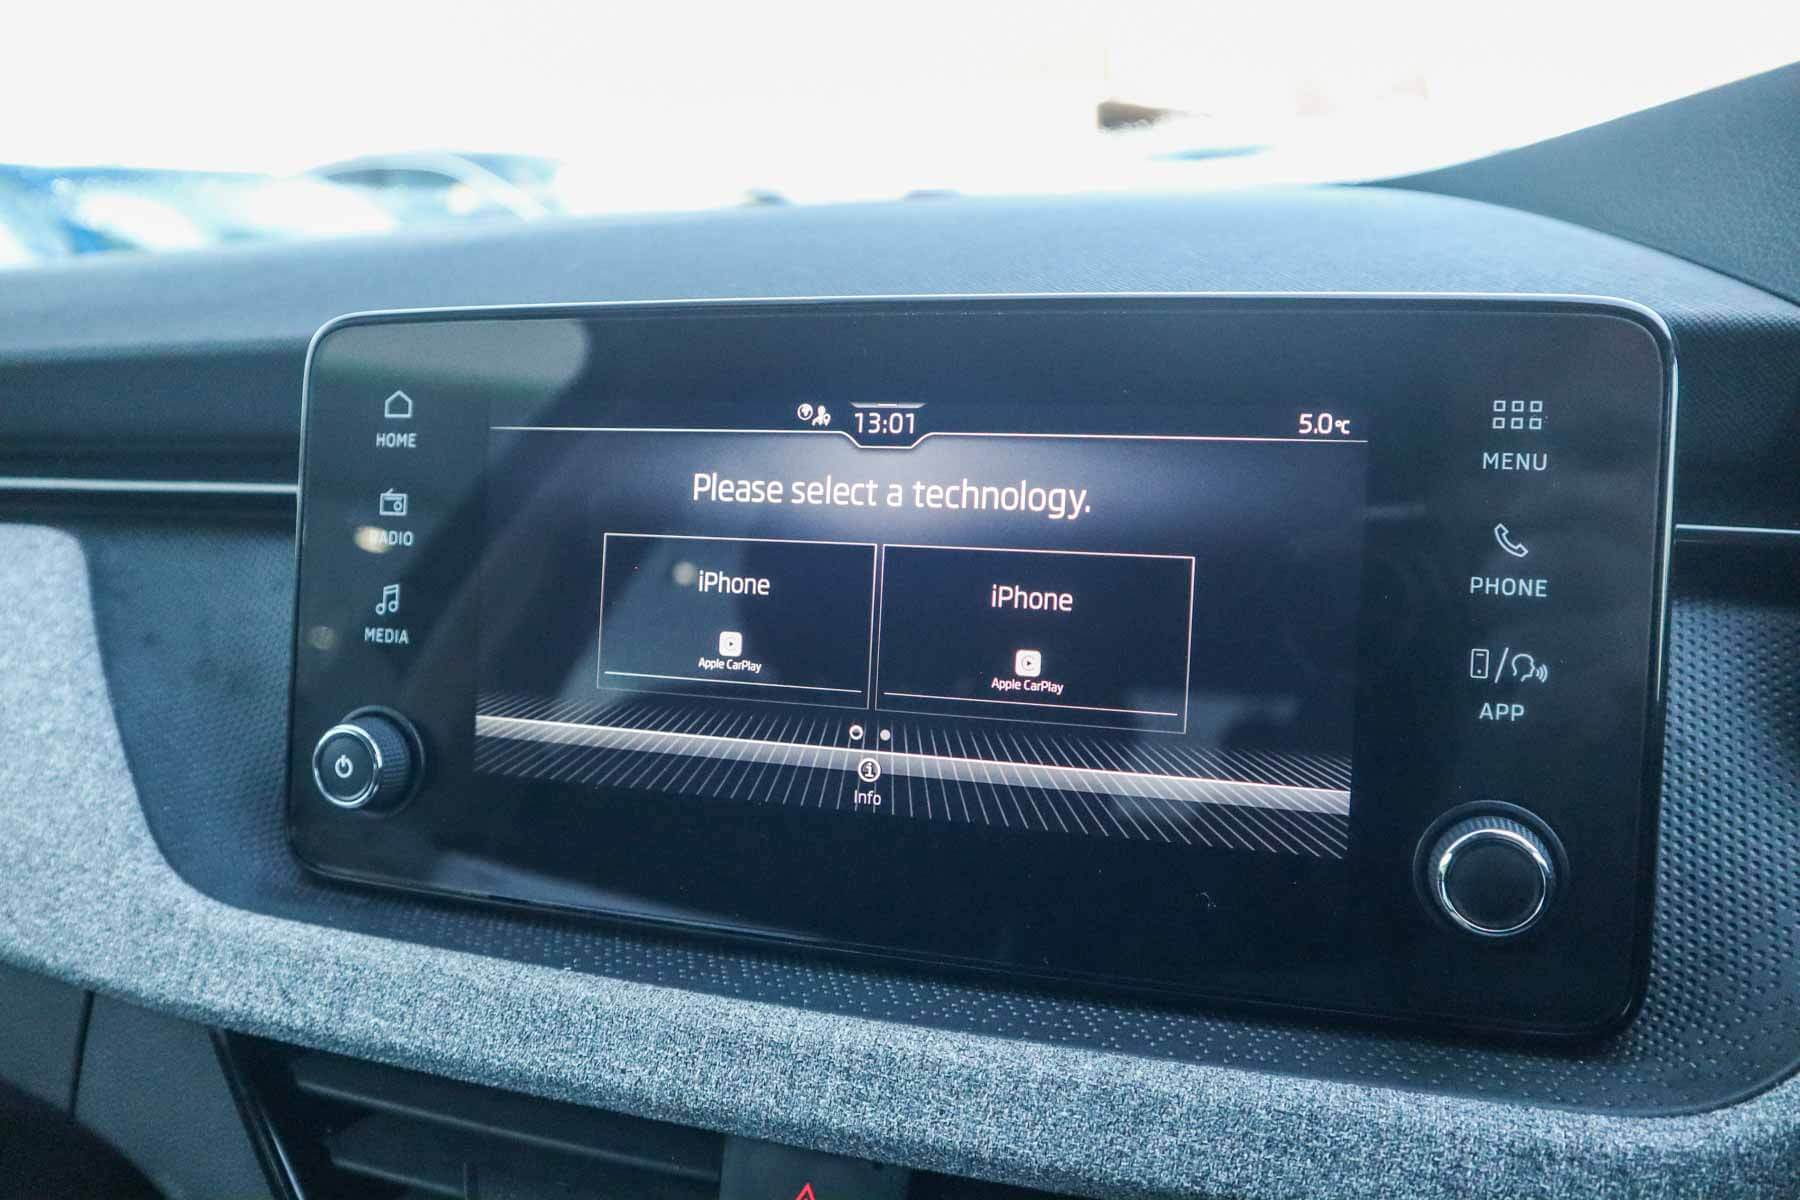 HOME
RADIO
MEDIA
13:01
5.0°C
Please select a technology.
iPhone
Apple CarPlay
iPhone
Apple CarPlay
Info
MENU
PHONE
APP